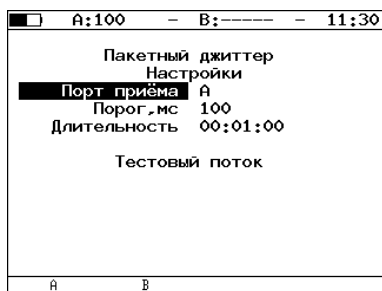 A:100 – B:----- – 11:30
Пакетный джиттер
Настройки
Порт приёма A
Порог,мс 100
Длительность 00:01:00
Тестовый поток
A B